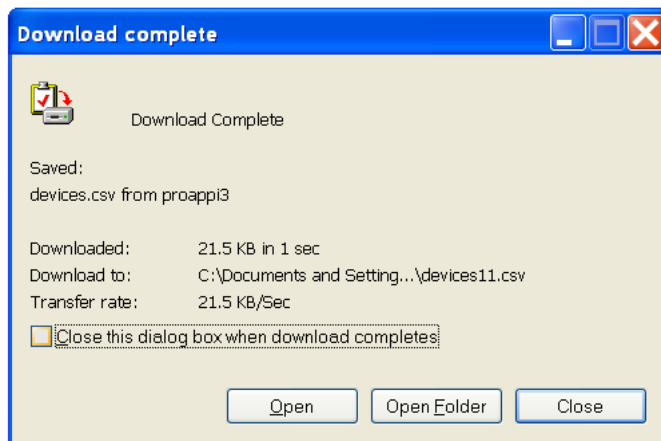 Download complete
Download Complete
Saved:
devices.csv from proappi3
Downloaded: 21.5 KB in 1 sec
Download to: C:\Documents and Setting...\devices11.csv
Transfer rate: 21.5 KB/Sec
Close this dialog box when download completes
Open Open Folder Close